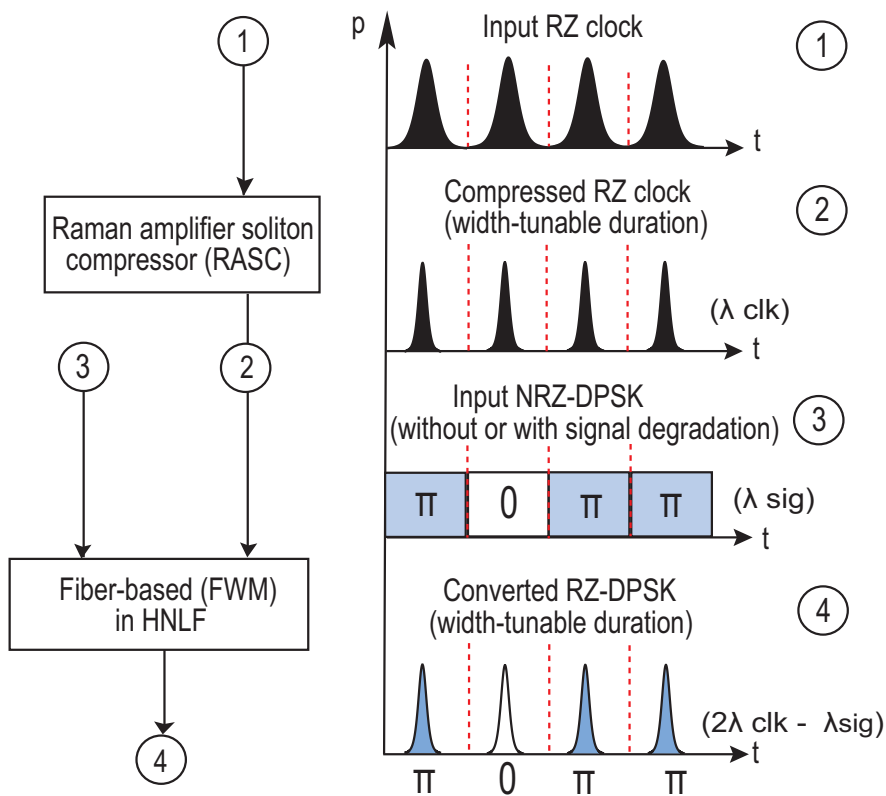 1
Raman amplifier soliton
compressor (RASC)
3
2
Fiber-based (FWM)
in HNLF
4
p
Input RZ clock
1
t
Compressed RZ clock
(width-tunable duration)
2
(λ clk)
t
Input NRZ-DPSK
(without or with signal degradation)
3
π 0 π π
(λ sig)
t
Converted RZ-DPSK
(width-tunable duration)
4
(2λ clk - λsig)
t
π 0 π π